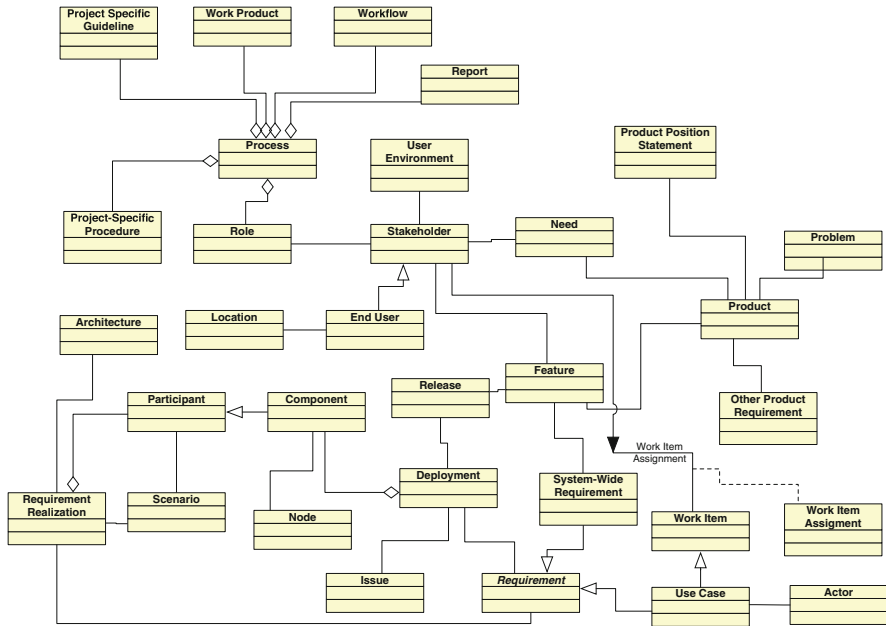 Project Specific
Guideline
Work Product
Workflow
Report
Process
User
Environment
Product Position
Statement
Project-Specific
Procedure
Role
Stakeholder
Need
Problem
Architecture
Location
End User
Product
Participant
Component
Release
Feature
Other Product
Requirement
Work Item
Assignment
Requirement
Realization
Scenario
Node
Deployment
System-Wide
Requirement
Work Item
Work Item
Assigment
Issue
Requirement
Use Case
Actor